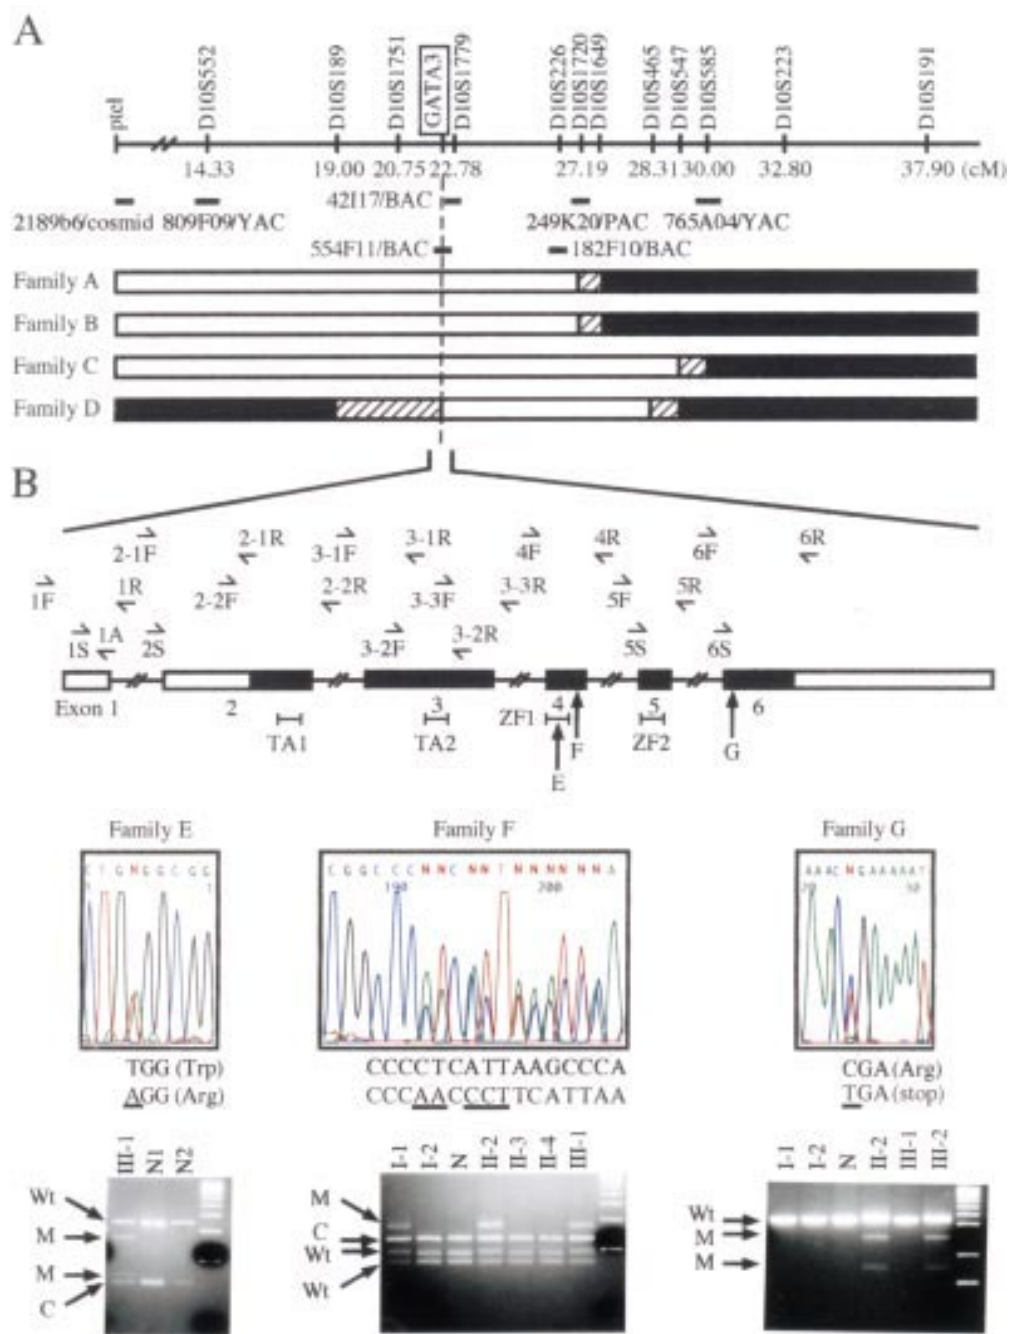 A
ptel D10S552 D10S189 D10S1751 GATA3 D10S1779 D10S226 D10S1720 D10S1649 D10S465 D10S547 D10S585 D10S223 D10S191
14.33 19.00 20.75 22.78 27.19 28.31 30.00 32.80 37.90 (cM)
42I17/BAC
2189b6/cosmid 809F09/YAC 249K20/PAC 765A04/YAC
554F11/BAC 182F10/BAC
Family A
Family B
Family C
Family D
B
2-1F 2-1R 3-1F 3-1R 4F 4R 6F 6R
1F 1R 2-2F 2-2R 3-3F 3-3R 5F 5R
1S 1A 2S 3-2F 3-2R 5S 6S
Exon 1 2 3 4 5 6
TA1 TA2 ZF1 F ZF2 G
E
Family E Family F Family G
C T G N G G C G G
C G G C C C N N C N N T N N N N N N A
A A A C N G A A A A A T
190 200
TGG (Trp) CCCCTCATTAAGCCCA CGA (Arg)
AGG (Arg) CCCAACCCTTCATTAA TGA (stop)
III-1 N1 N2 I-1 I-2 N II-2 II-3 II-4 III-1 I-1 I-2 N II-2 III-1 III-2
Wt M M C
M C Wt Wt
Wt M M